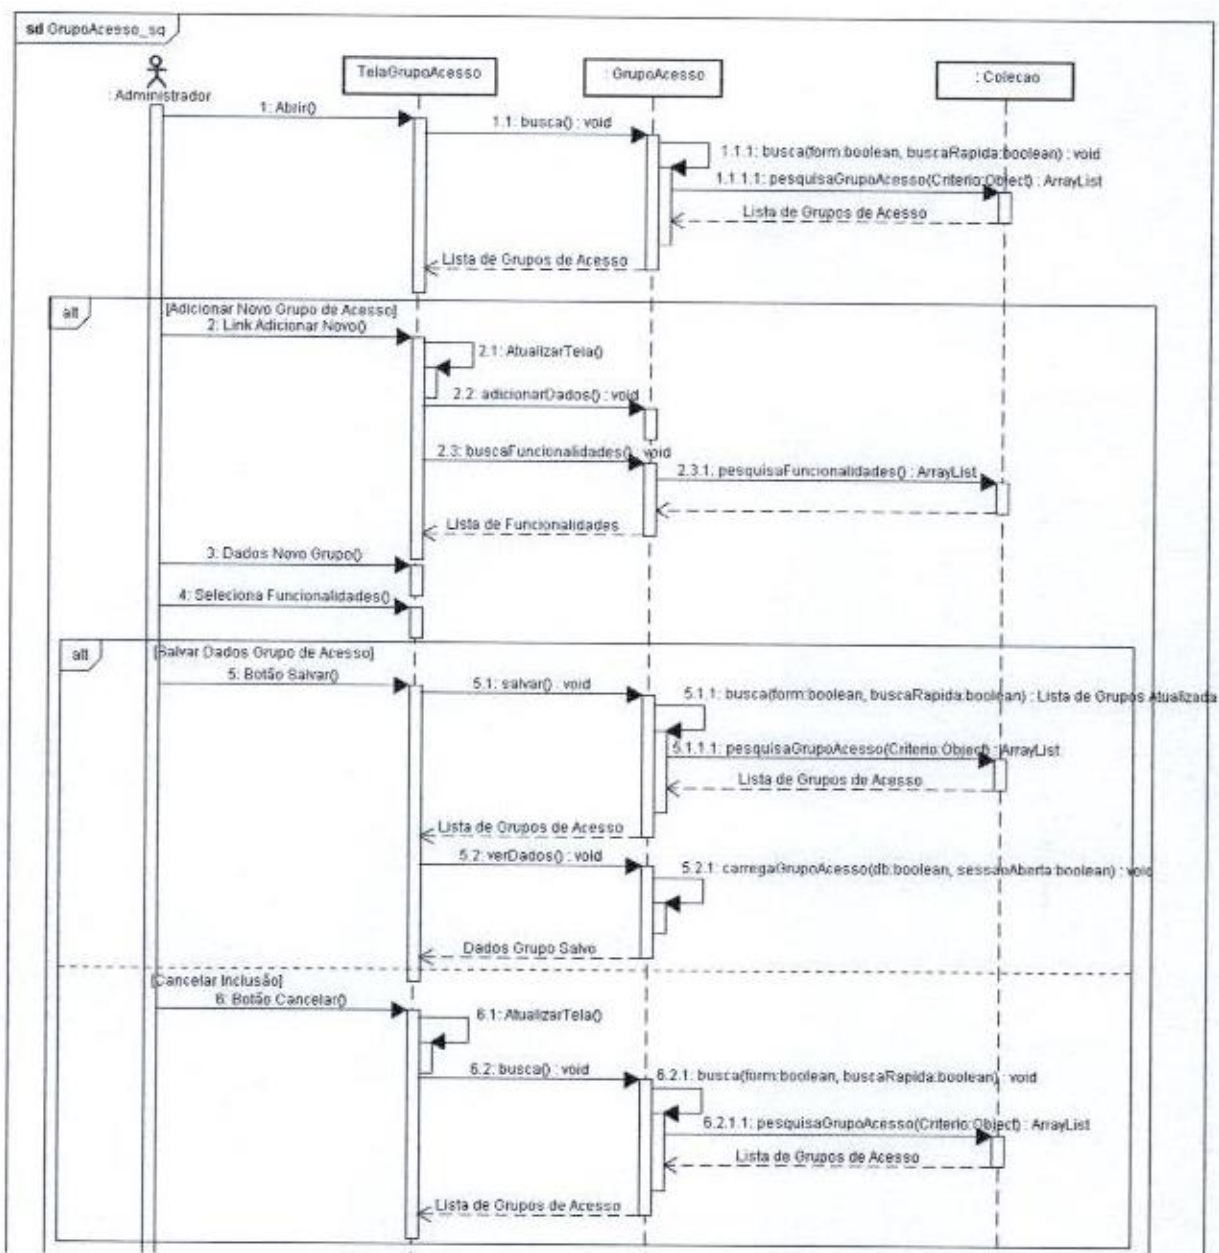 sd GrupoAcesso_sq
TelaGrupoAcesso
: GrupoAcesso
: Colecao
: Administrador
1: Abrir()
1.1: busca() : void
1.1.1: busca(form:boolean, buscaRapida:boolean) : void
1.1.1.1: pesquisaGrupoAcesso(Criterio:Object) : ArrayList
Lista de Grupos de Acesso
Lista de Grupos de Acesso
alt
[Adicionar Novo Grupo de Acesso]
2: Link Adicionar Novo()
2.1: AtualizarTela()
2.2: adicionarDados() : void
2.3: buscaFuncionalidades() : void
2.3.1: pesquisaFuncionalidades() : ArrayList
Lista de Funcionalidades
3: Dados Novo Grupo()
4: Seleciona Funcionalidades()
alt
[Salvar Dados Grupo de Acesso]
5: Botão Salvar()
5.1: salvar() : void
5.1.1: busca(form:boolean, buscaRapida:boolean) : Lista de Grupos Atualizada
5.1.1.1: pesquisaGrupoAcesso(Criterio:Object) : ArrayList
Lista de Grupos de Acesso
Lista de Grupos de Acesso
5.2: verDados() : void
5.2.1: carregaGrupoAcesso(db:boolean, sessaoAberta:boolean) : void
Dados Grupo Salvo
[Cancelar Inclusão]
6: Botão Cancelar()
6.1: AtualizarTela()
6.2: busca() : void
6.2.1: busca(form:boolean, buscaRapida:boolean) : void
6.2.1.1: pesquisaGrupoAcesso(Criterio:Object) : ArrayList
Lista de Grupos de Acesso
Lista de Grupos de Acesso